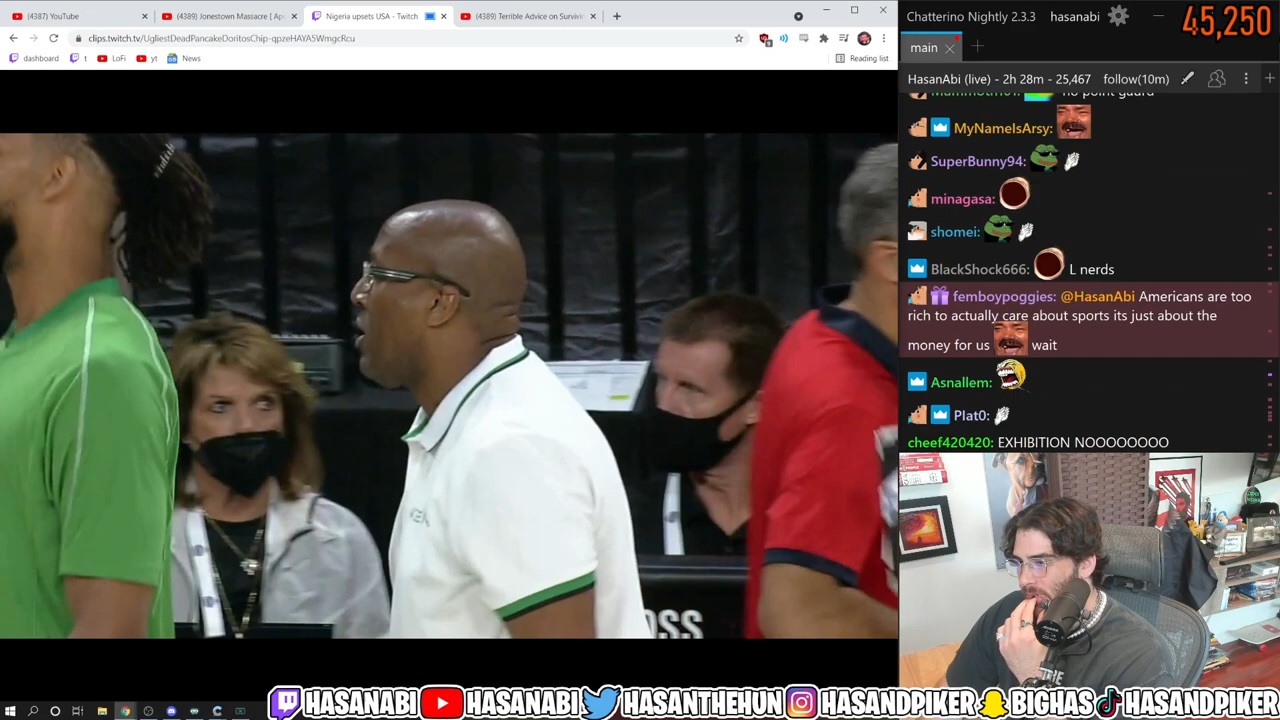 (4387) YouTube
(4389) Jonestown Massacre [ Apo
Nigeria upsets USA - Twitch
(4389) Terrible Advice on Survivin
clips.twitch.tv/UgliestDeadPancakeDoritosChip-qpzeHAYA5WmgcRcu
dashboard
t
LoFi
yt
News
Reading list
Chatterino Nightly 2.3.3
hasanabi
45,250
main
HasanAbi (live) - 2h 28m - 25,467
follow(10m)
no point guard
MyNameIsArsy:
SuperBunny94:
minagasa:
shomei:
BlackShock666: L nerds
femboypoggies: @HasanAbi Americans are too
rich to actually care about sports its just about the
money for us wait
Asnallem:
Plat0:
cheef420420: EXHIBITION NOOOOOOOO
OSS
HASANABI
HASANABI
HASANTHEHUN
HASANDPIKER
BIGHAS
HASANDPIKER